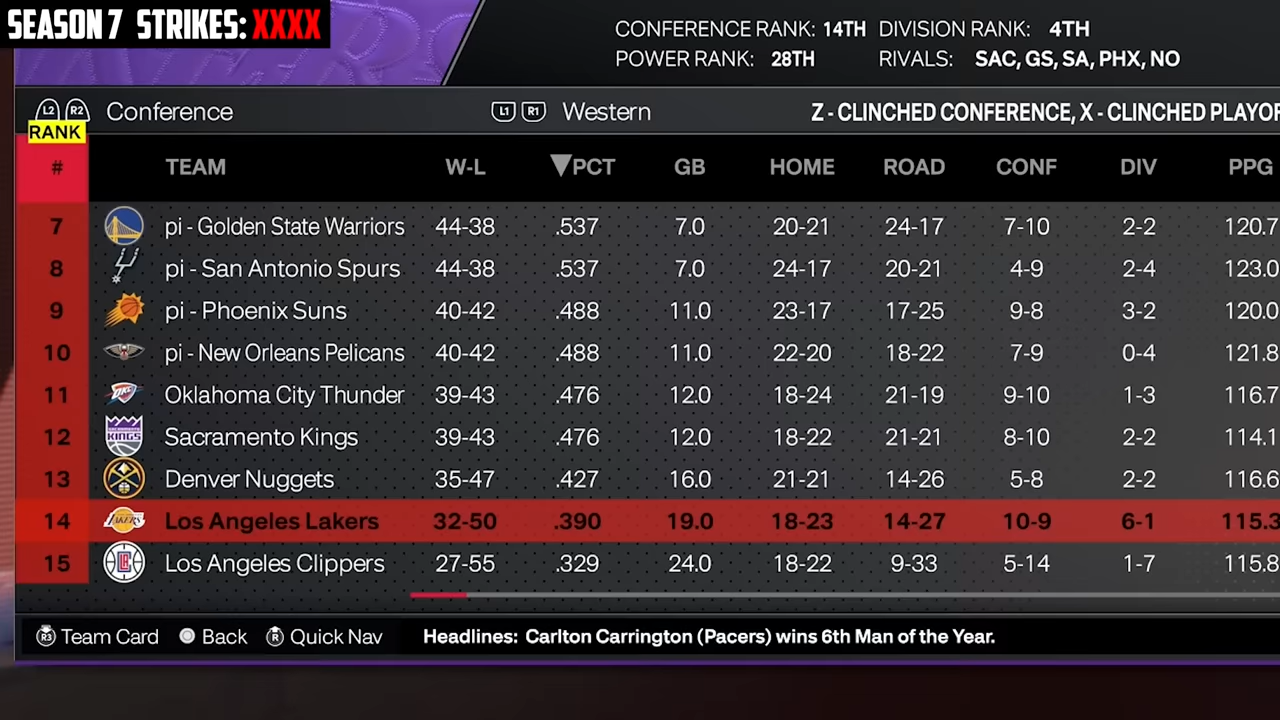 SEASON 7 STRIKES: XXXX
CONFERENCE RANK: 14TH DIVISION RANK: 4TH
POWER RANK: 28TH RIVALS: SAC, GS, SA, PHX, NO
L2 R2 Conference L1 R1 Western Z - CLINCHED CONFERENCE, X - CLINCHED PLAYOF
RANK
# TEAM W-L PCT GB HOME ROAD CONF DIV PPG
7 pi - Golden State Warriors 44-38 .537 7.0 20-21 24-17 7-10 2-2 120.7
8 pi - San Antonio Spurs 44-38 .537 7.0 24-17 20-21 4-9 2-4 123.0
9 pi - Phoenix Suns 40-42 .488 11.0 23-17 17-25 9-8 3-2 120.0
10 pi - New Orleans Pelicans 40-42 .488 11.0 22-20 18-22 7-9 0-4 121.8
11 Oklahoma City Thunder 39-43 .476 12.0 18-24 21-19 9-10 1-3 116.7
12 Sacramento Kings 39-43 .476 12.0 18-22 21-21 8-10 2-2 114.1
13 Denver Nuggets 35-47 .427 16.0 21-21 14-26 5-8 2-2 116.6
14 Los Angeles Lakers 32-50 .390 19.0 18-23 14-27 10-9 6-1 115.3
15 Los Angeles Clippers 27-55 .329 24.0 18-22 9-33 5-14 1-7 115.8
R3 Team Card Back R Quick Nav Headlines: Carlton Carrington (Pacers) wins 6th Man of the Year.